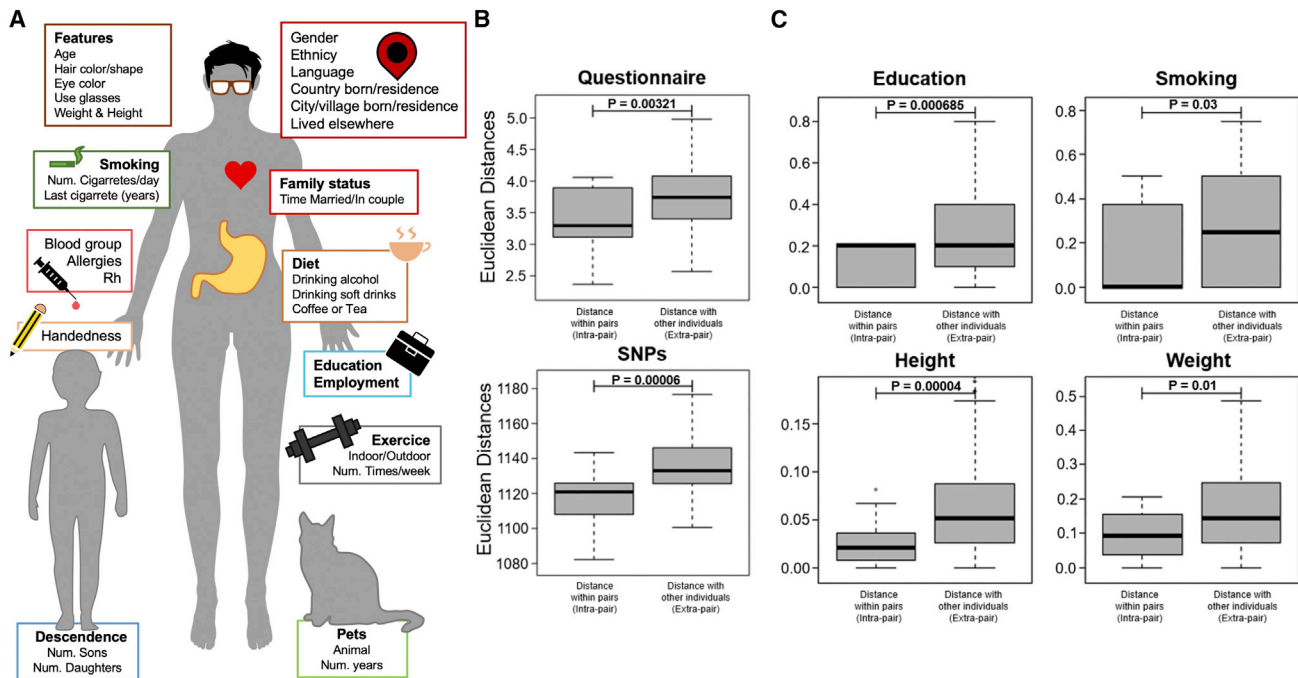 A
Features
Age
Hair color/shape
Eye color
Use glasses
Weight & Height
Gender
Ethnicy
Language
Country born/residence
City/village born/residence
Lived elsewhere
Smoking
Num. Cigarretes/day
Last cigarrete (years)
Family status
Time Married/In couple
Blood group
Allergies
Rh
Diet
Drinking alcohol
Drinking soft drinks
Coffee or Tea
Handedness
Education
Employment
Exercice
Indoor/Outdoor
Num. Times/week
Descendence
Num. Sons
Num. Daughters
Pets
Animal
Num. years
B
Questionnaire
P = 0.00321
Euclidean Distances
5.0
4.5
4.0
3.5
3.0
2.5
Distance
within pairs
(Intra-pair)
Distance with
other individuals
(Extra-pair)
SNPs
P = 0.00006
Euclidean Distances
1180
1160
1140
1120
1100
1080
Distance
within pairs
(Intra-pair)
Distance with
other individuals
(Extra-pair)
C
Education
P = 0.000685
0.8
0.6
0.4
0.2
0.0
Distance
within pairs
(Intra-pair)
Distance with
other individuals
(Extra-pair)
Smoking
P = 0.03
0.8
0.6
0.4
0.2
0.0
Distance
within pairs
(Intra-pair)
Distance with
other individuals
(Extra-pair)
Height
P = 0.00004
0.15
0.10
0.05
0.00
Distance
within pairs
(Intra-pair)
Distance with
other individuals
(Extra-pair)
Weight
P = 0.01
0.5
0.4
0.3
0.2
0.1
0.0
Distance
within pairs
(Intra-pair)
Distance with
other individuals
(Extra-pair)